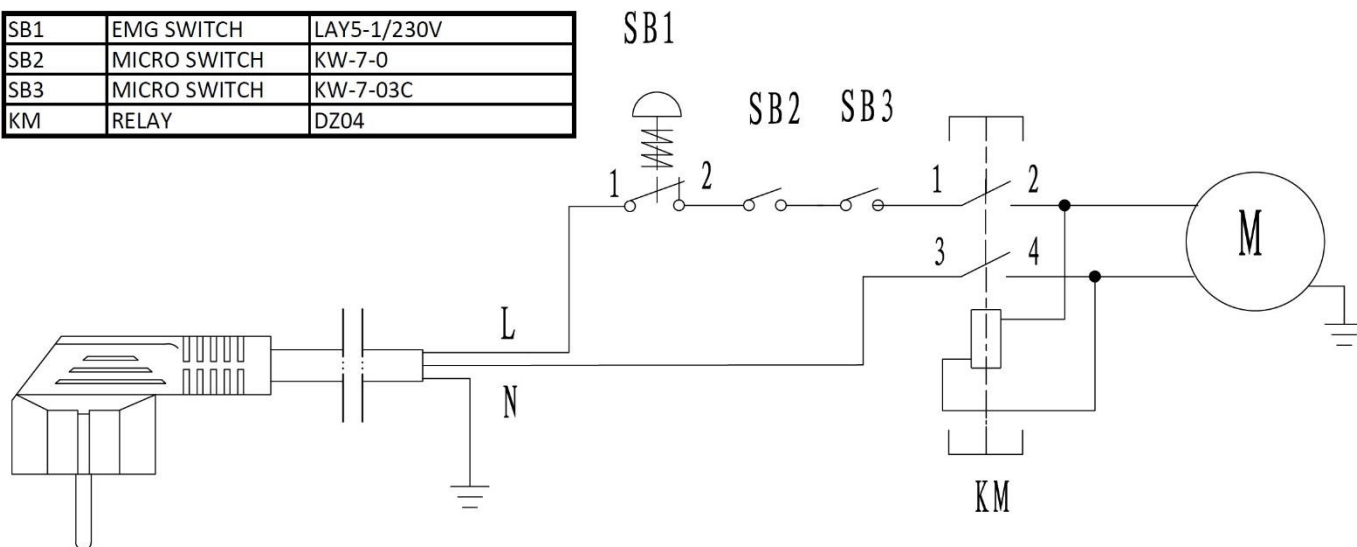 SB1 EMG SWITCH LAY5-1/230V
SB2 MICRO SWITCH KW-7-0
SB3 MICRO SWITCH KW-7-03C
KM RELAY DZ04
SB1
SB2 SB3
1 2 1 2
3 4
M
L
N
KM